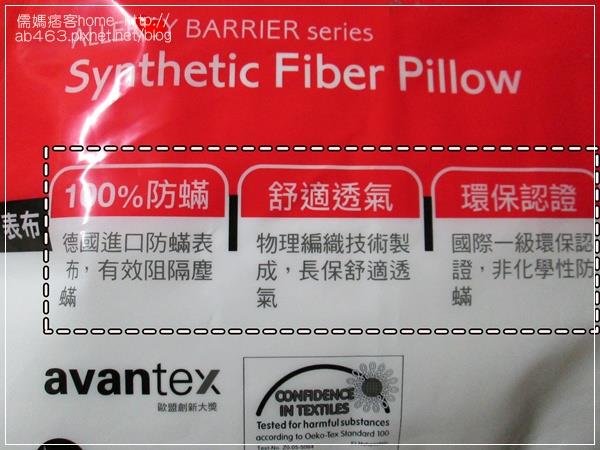 儒媽痞客home http://
ab463.pixnet.net/blog
BARRIER series
Synthetic Fiber Pillow
100%防蟎
舒適透氣
環保認證
表布
德國進口防蟎表
布，有效阻隔塵
蟎
物理編織技術製
成，長保舒適透
氣
國際一級環保認
證，非化學性防
蟎
avantex
歐盟創新大獎
CONFIDENCE
IN TEXTILES
Tested for harmful substances
according to Oeko-Tex Standard 100